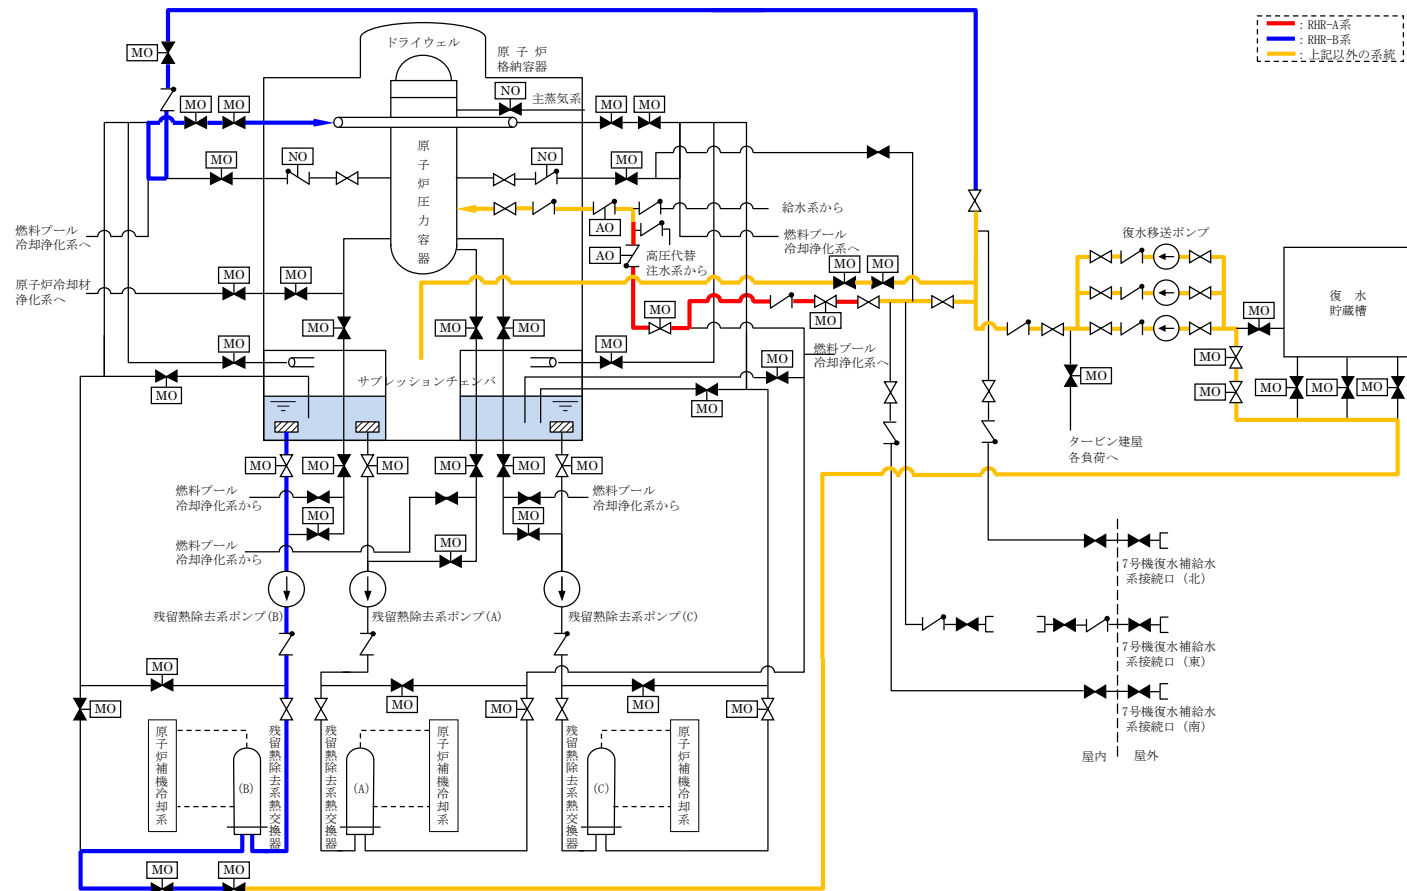 : RHR-A系
: RHR-B系
: 上記以外の系統
ドライウェル
原子炉
格納容器
MO
NO
主蒸気系
MO
MO
MO
MO
原子炉圧力容器
MO
NO
NO
MO
給水系から
AO
燃料プール
冷却浄化系へ
燃料プール
冷却浄化系へ
AO
高圧代替
注水系から
復水移送ポンプ
MO
MO
原子炉冷却材
浄化系へ
MO
MO
復水
貯蔵槽
MO
MO
MO
MO
MO
MO
MO
MO
MO
燃料プール
冷却浄化系へ
MO
MO
サプレッションチェンバ
MO
MO
MO
MO
MO
MO
MO
MO
タービン建屋
各負荷へ
MO
MO
MO
MO
MO
MO
燃料プール
冷却浄化系から
燃料プール
冷却浄化系から
MO
MO
燃料プール
冷却浄化系から
MO
7号機復水補給水
系接続口(北)
残留熱除去系ポンプ(B)
残留熱除去系ポンプ(A)
残留熱除去系ポンプ(C)
7号機復水補給水
系接続口(東)
MO
MO
MO
MO
MO
MO
7号機復水補給水
系接続口(南)
屋内
屋外
原子炉補機冷却系
(B)
残留熱除去系熱交換器
残留熱除去系熱交換器
(A)
原子炉補機冷却系
残留熱除去系熱交換器
(C)
原子炉補機冷却系
MO
MO